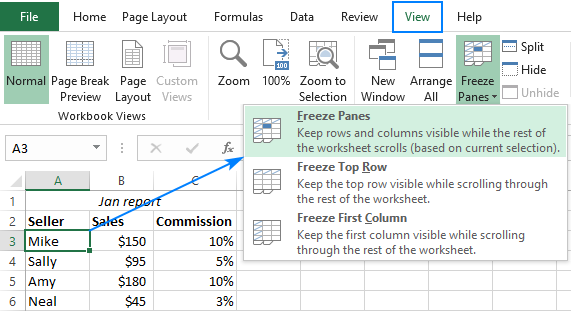 File Home Page Layout Formulas Data Review View Help
Normal Page Break Preview Page Layout Custom Views
Workbook Views
Zoom 100% Zoom to Selection
New Window Arrange All Freeze Panes
Split
Hide
Unhide
A3 fx
Freeze Panes
Keep rows and columns visible while the rest of
the worksheet scrolls (based on current selection).
Freeze Top Row
Keep the top row visible while scrolling through
the rest of the worksheet.
Freeze First Column
Keep the first column visible while scrolling
through the rest of the worksheet.
A B C
1 Jan report
2 Seller Sales Commission
3 Mike $150 10%
4 Sally $95 5%
5 Amy $180 10%
6 Neal $45 3%